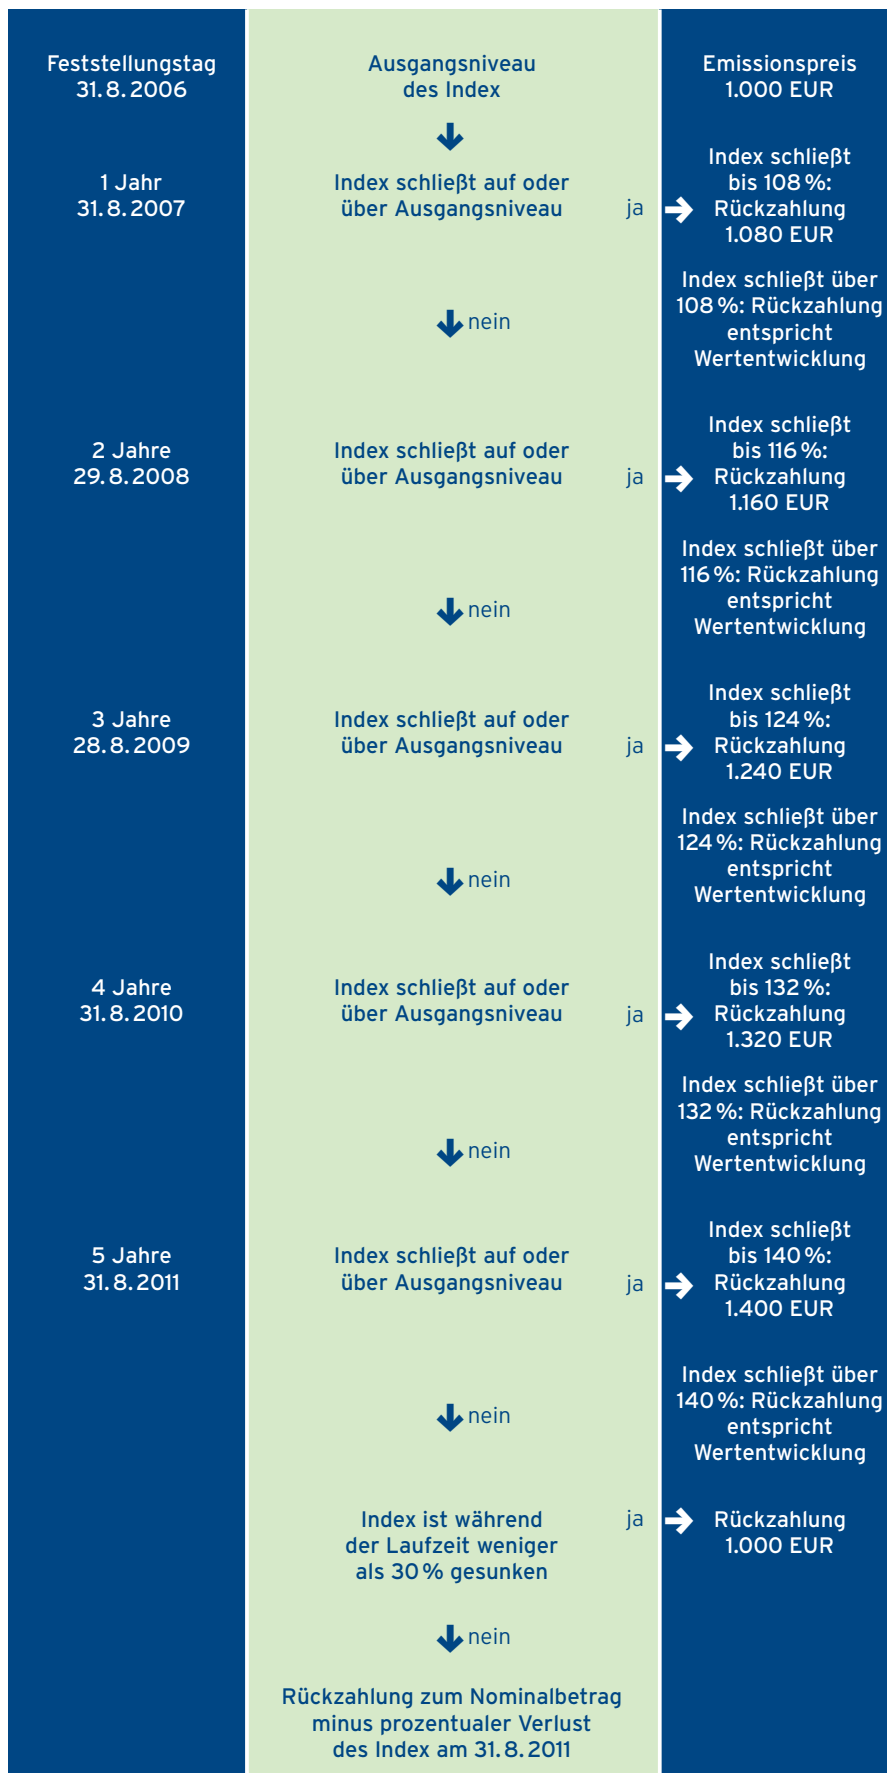 Feststellungstag
31.8.2006
Ausgangsniveau
des Index
Emissionspreis
1.000 EUR
1 Jahr
31.8.2007
Index schließt auf oder
über Ausgangsniveau
ja
Index schließt
bis 108 %:
Rückzahlung
1.080 EUR
Index schließt über
108 %: Rückzahlung
entspricht
Wertentwicklung
nein
2 Jahre
29.8.2008
Index schließt auf oder
über Ausgangsniveau
ja
Index schließt
bis 116 %:
Rückzahlung
1.160 EUR
Index schließt über
116 %: Rückzahlung
entspricht
Wertentwicklung
nein
3 Jahre
28.8.2009
Index schließt auf oder
über Ausgangsniveau
ja
Index schließt
bis 124 %:
Rückzahlung
1.240 EUR
Index schließt über
124 %: Rückzahlung
entspricht
Wertentwicklung
nein
4 Jahre
31.8.2010
Index schließt auf oder
über Ausgangsniveau
ja
Index schließt
bis 132 %:
Rückzahlung
1.320 EUR
Index schließt über
132 %: Rückzahlung
entspricht
Wertentwicklung
nein
5 Jahre
31.8.2011
Index schließt auf oder
über Ausgangsniveau
ja
Index schließt
bis 140 %:
Rückzahlung
1.400 EUR
Index schließt über
140 %: Rückzahlung
entspricht
Wertentwicklung
nein
Index ist während
der Laufzeit weniger
als 30 % gesunken
ja
Rückzahlung
1.000 EUR
nein
Rückzahlung zum Nominalbetrag
minus prozentualer Verlust
des Index am 31.8.2011